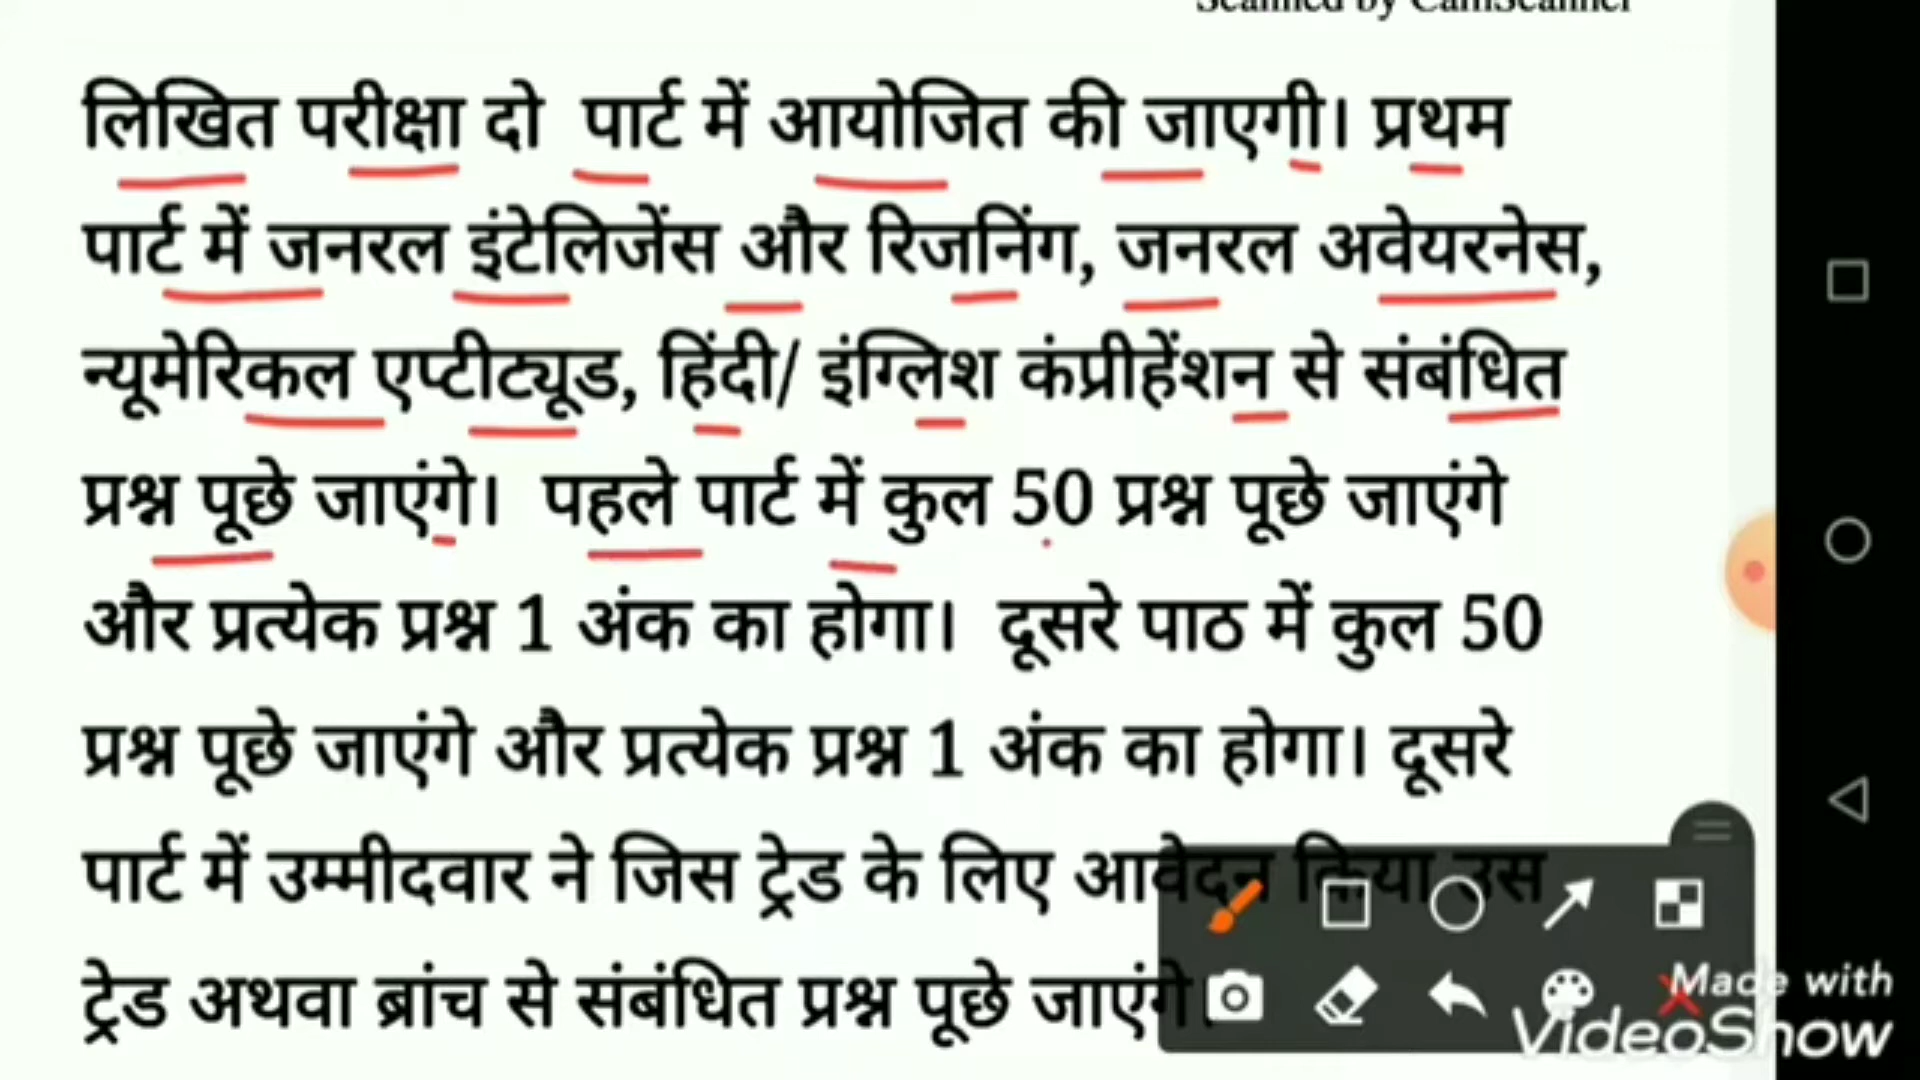 Scanned by CamScanner
लिखित परीक्षा दो पार्ट में आयोजित की जाएगी। प्रथम
पार्ट में जनरल इंटेलिजेंस और रिजनिंग, जनरल अवेयरनेस,
न्यूमेरिकल एप्टीट्यूड, हिंदी/ इंग्लिश कंप्रीहेंशन से संबंधित
प्रश्न पूछे जाएंगे। पहले पार्ट में कुल 50 प्रश्न पूछे जाएंगे
और प्रत्येक प्रश्न 1 अंक का होगा। दूसरे पाठ में कुल 50
प्रश्न पूछे जाएंगे और प्रत्येक प्रश्न 1 अंक का होगा। दूसरे
पार्ट में उम्मीदवार ने जिस ट्रेड के लिए आवेदन किया उस
ट्रेड अथवा ब्रांच से संबंधित प्रश्न पूछे जाएंगे।
Made with
VideoShow